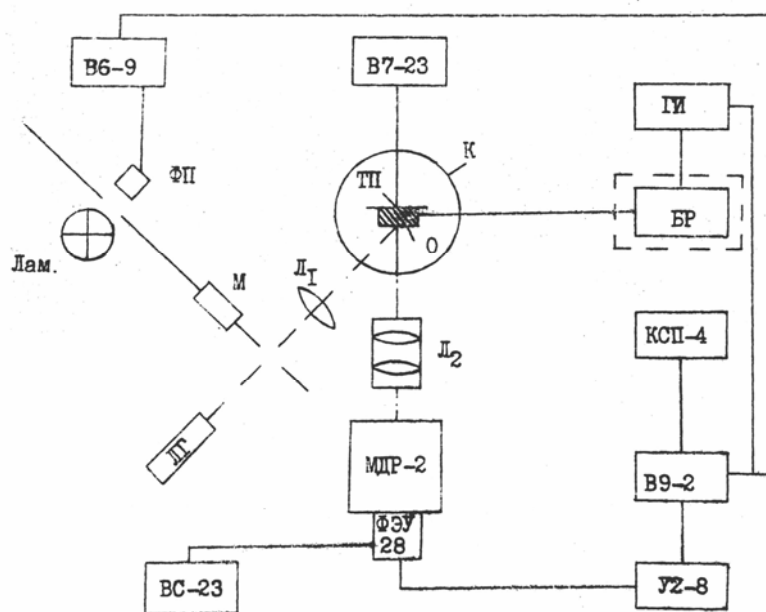 В6-9
В7-23
ГИ
ФП
К
ТП
БР
О
Лам.
М
Л1
КСП-4
Л2
ЛГ
МДР-2
В9-2
ФЭУ
28
ВС-23
У2-8